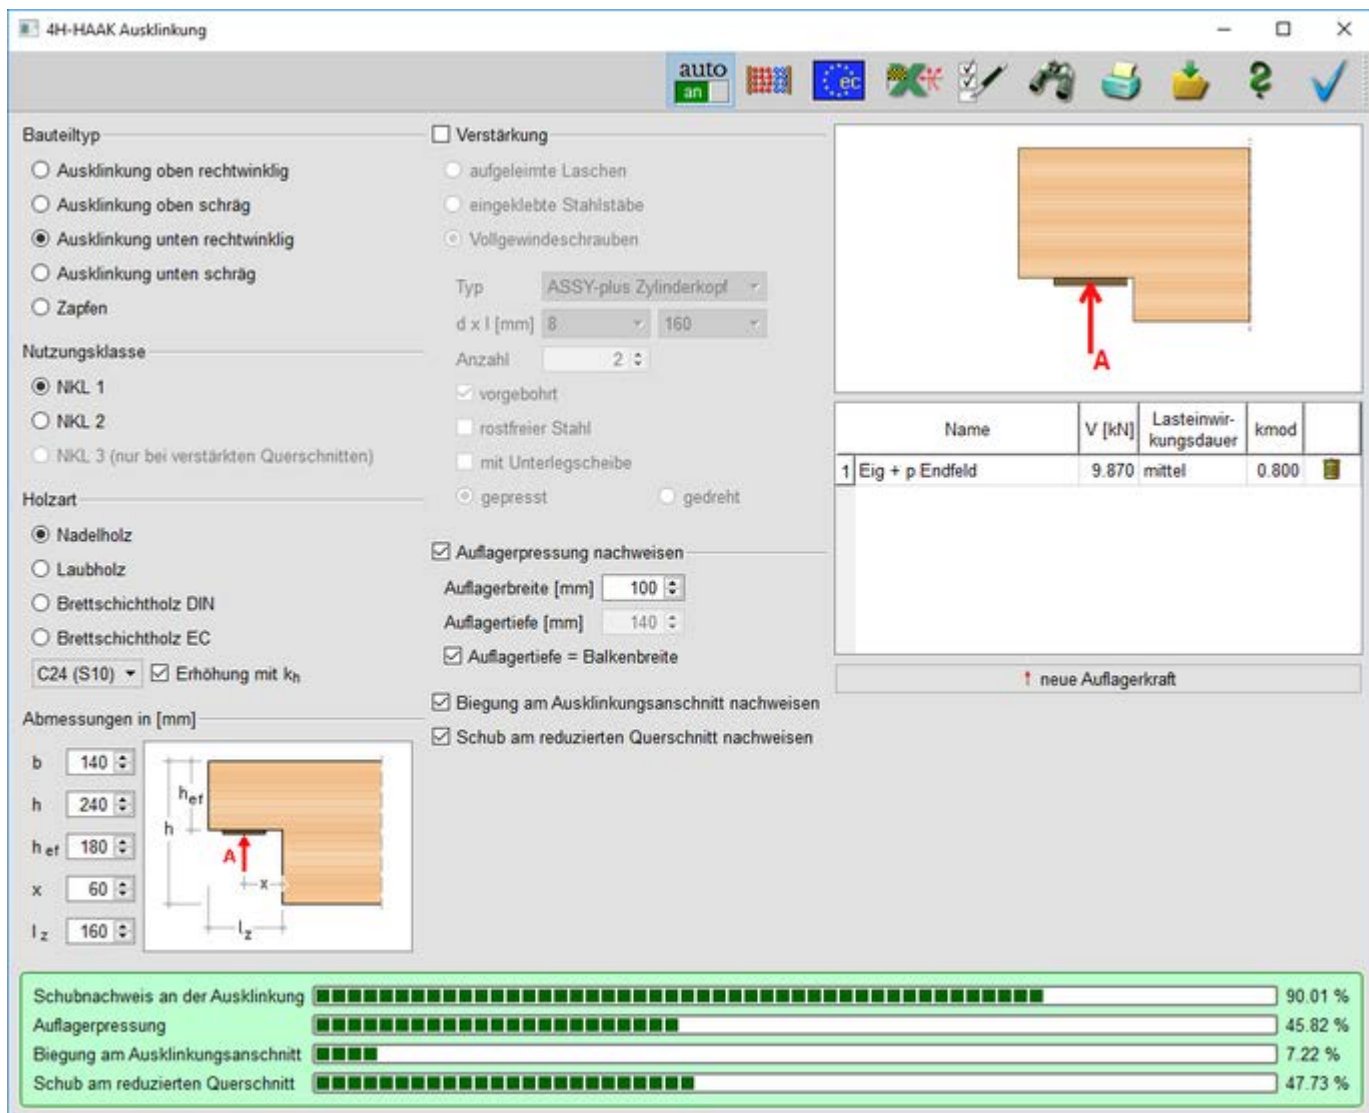 4H-HAAK Ausklinkung
auto
an
ec
Bauteiltyp
Ausklinkung oben rechtwinklig
Ausklinkung oben schräg
Ausklinkung unten rechtwinklig
Ausklinkung unten schräg
Zapfen
Nutzungsklasse
NKL 1
NKL 2
NKL 3 (nur bei verstärkten Querschnitten)
Holzart
Nadelholz
Laubholz
Brettschichtholz DIN
Brettschichtholz EC
C24 (S10) Erhöhung mit kh
Abmessungen in [mm]
b 140
h 240
hef 180
x 60
lz 160
hef
h
A
x
lz
Verstärkung
aufgeleimte Laschen
eingeklebte Stahlstäbe
Vollgewindeschrauben
Typ ASSY-plus Zylinderkopf
d x l [mm] 8 160
Anzahl 2
vorgebohrt
rostfreier Stahl
mit Unterlegscheibe
gepresst gedreht
Auflagerpressung nachweisen
Auflagerbreite [mm] 100
Auflagertiefe [mm] 140
Auflagertiefe = Balkenbreite
Biegung am Ausklinkungsanschnitt nachweisen
Schub am reduzierten Querschnitt nachweisen
A
Name V [kN] Lasteinwir-
kungsdauer kmod
1 Eig + p Endfeld 9.870 mittel 0.800
neue Auflagerkraft
Schubnachweis an der Ausklinkung 90.01 %
Auflagerpressung 45.82 %
Biegung am Ausklinkungsanschnitt 7.22 %
Schub am reduzierten Querschnitt 47.73 %